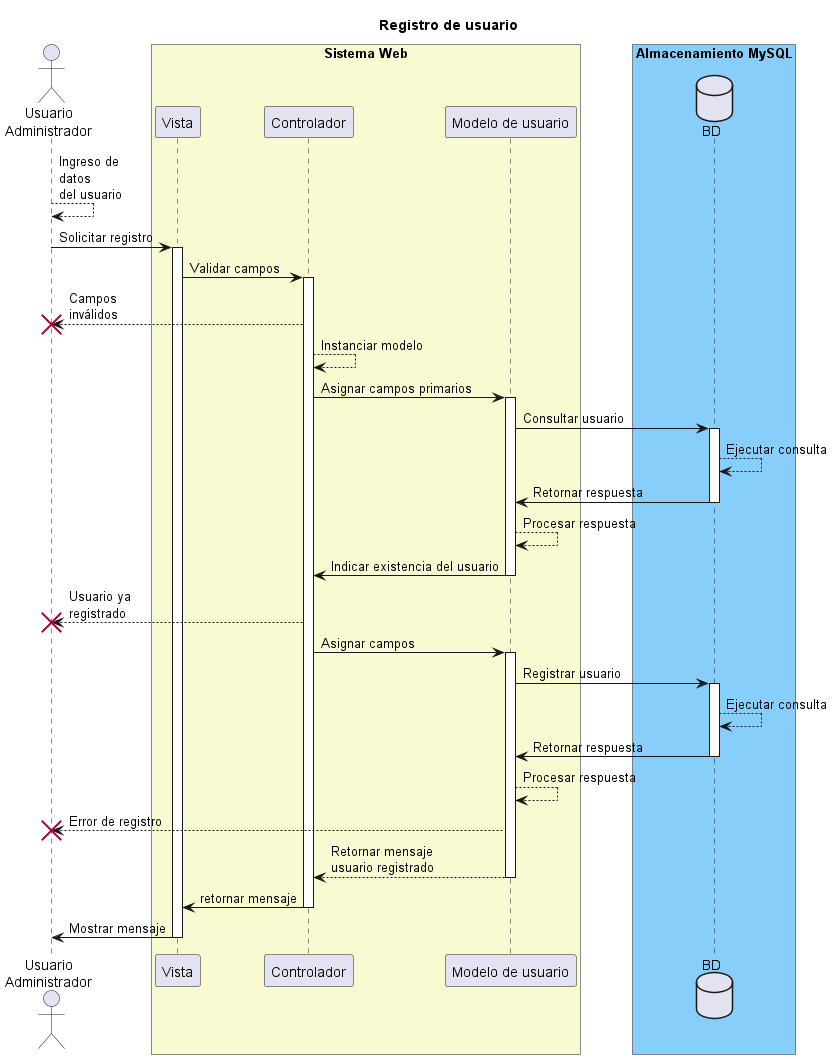 Registro de usuario
Sistema Web
Almacenamiento MySQL
Usuario
Administrador
Vista
Controlador
Modelo de usuario
BD
Ingreso de
datos
del usuario
Solicitar registro
Validar campos
Campos
inválidos
Instanciar modelo
Asignar campos primarios
Consultar usuario
Ejecutar consulta
Retornar respuesta
Procesar respuesta
Indicar existencia del usuario
Usuario ya
registrado
Asignar campos
Registrar usuario
Ejecutar consulta
Retornar respuesta
Procesar respuesta
Error de registro
Retornar mensaje
usuario registrado
retornar mensaje
Mostrar mensaje
Usuario
Administrador
Vista
Controlador
Modelo de usuario
BD